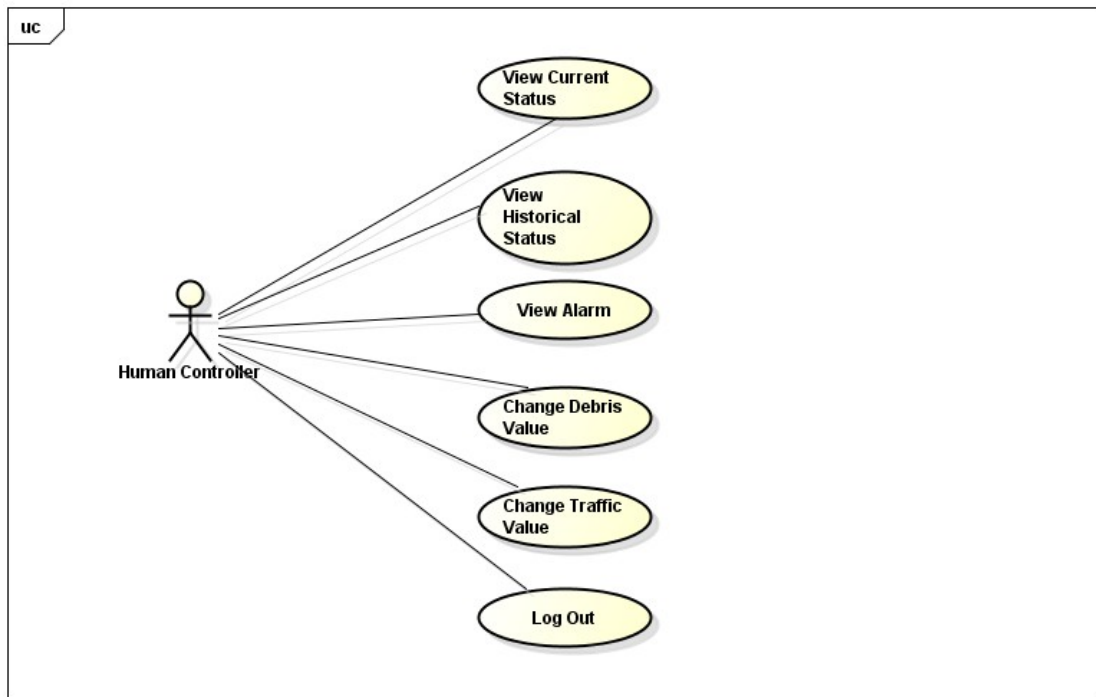 uc
View Current
Status
View
Historical
Status
View Alarm
Human Controller
Change Debris
Value
Change Traffic
Value
Log Out